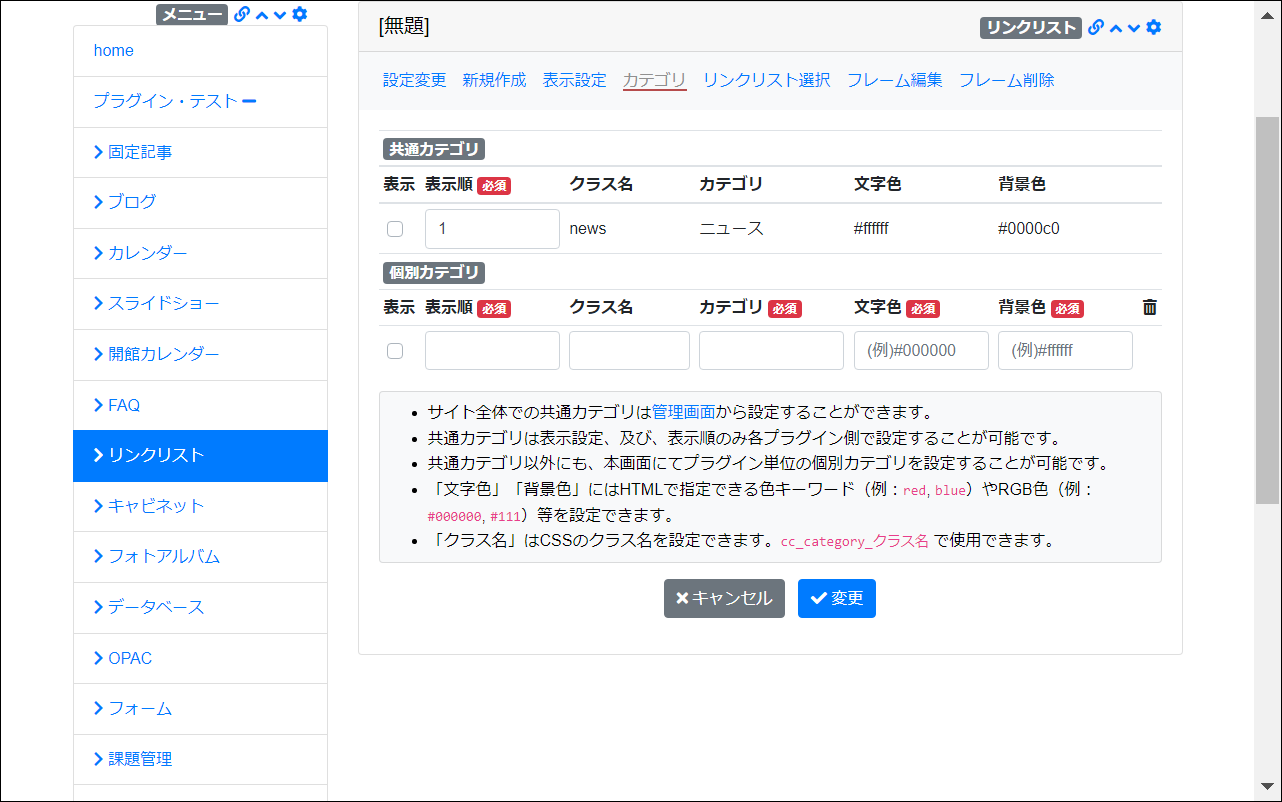 メニュー
home
プラグイン・テスト
固定記事
ブログ
カレンダー
スライドショー
開館カレンダー
FAQ
リンクリスト
キャビネット
フォトアルバム
データベース
OPAC
フォーム
課題管理
[無題] リンクリスト
設定変更 新規作成 表示設定 カテゴリ リンクリスト選択 フレーム編集 フレーム削除
共通カテゴリ
表示 表示順 必須 クラス名 カテゴリ 文字色 背景色
1 news ニュース #ffffff #0000c0
個別カテゴリ
表示 表示順 必須 クラス名 カテゴリ 必須 文字色 必須 背景色 必須
(例)#000000 (例)#ffffff
• サイト全体での共通カテゴリは管理画面から設定することができます。
• 共通カテゴリは表示設定、及び、表示順のみ各プラグイン側で設定することが可能です。
• 共通カテゴリ以外にも、本画面にてプラグイン単位の個別カテゴリを設定することが可能です。
• 「文字色」「背景色」にはHTMLで指定できる色キーワード（例：red, blue）やRGB色（例：
#000000, #111）等を設定できます。
• 「クラス名」はCSSのクラス名を設定できます。cc_category_クラス名 で使用できます。
キャンセル 変更